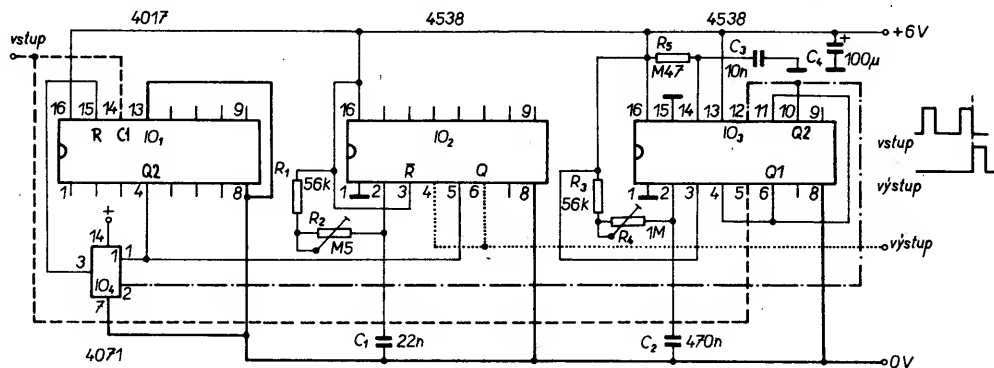 4017
4538
4538
vstup
+6V
R5
M47
C3
10n
C4
+
100µ
16 15 14 13 9
R C1 IO1
Q2
1 4 8
16 9
IO2
R̅ Q
1 2 3 4 5 6 8
16 15 14 13 12 11 10 9
IO3 Q2
Q1
1 2 3 4 5 6 8
R1
56k
R2
M5
R3
56k
R4
1M
vstup
výstup
výstup
+
14
3 1 1
IO4
2
7
4071
C1 22n
C2 470n
0V